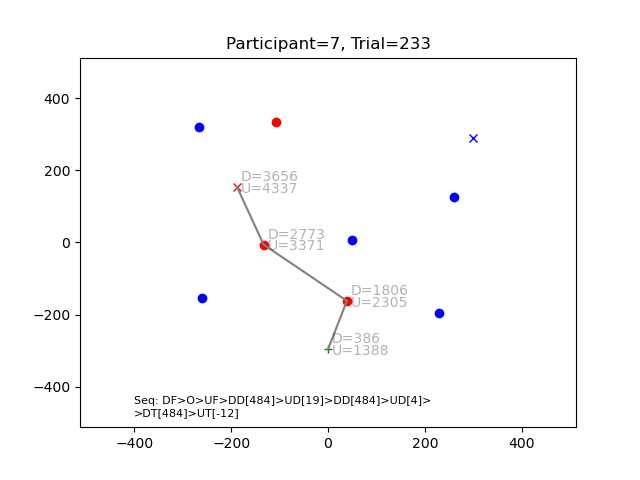 Participant=7, Trial=233
400
200
0
−200
−400
D=3656
U=4337
D=2773
U=3371
D=1806
U=2305
D=386
U=1388
Seq: DF>O>UF>DD[484]>UD[19]>DD[484]>UD[4]>
>DT[484]>UT[-12]
−400
−200
0
200
400